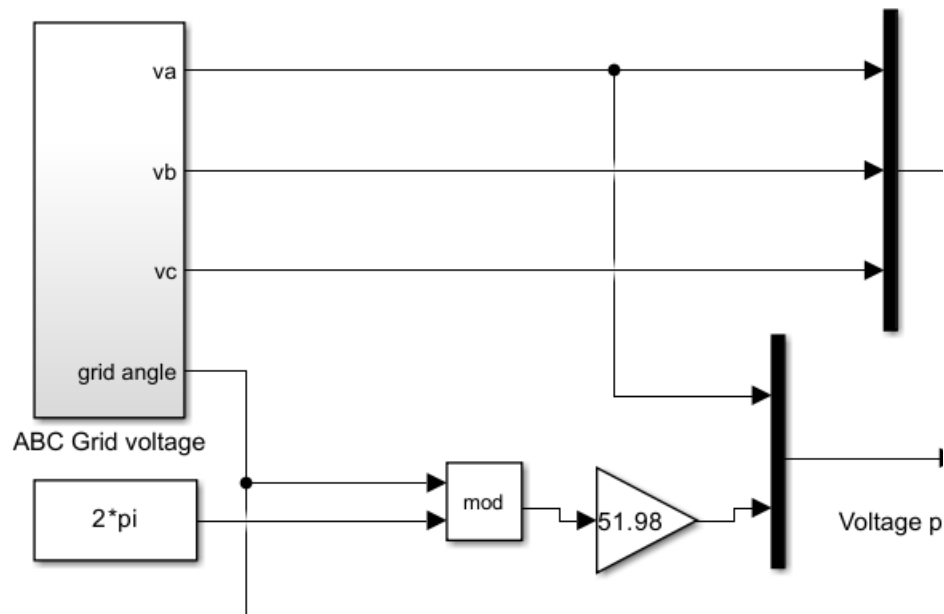 va
vb
vc
grid angle
ABC Grid voltage
2*pi
mod
51.98
Voltage p